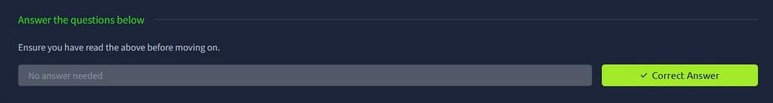 Answer the questions below
Ensure you have read the above before moving on.
No answer needed
✓ Correct Answer